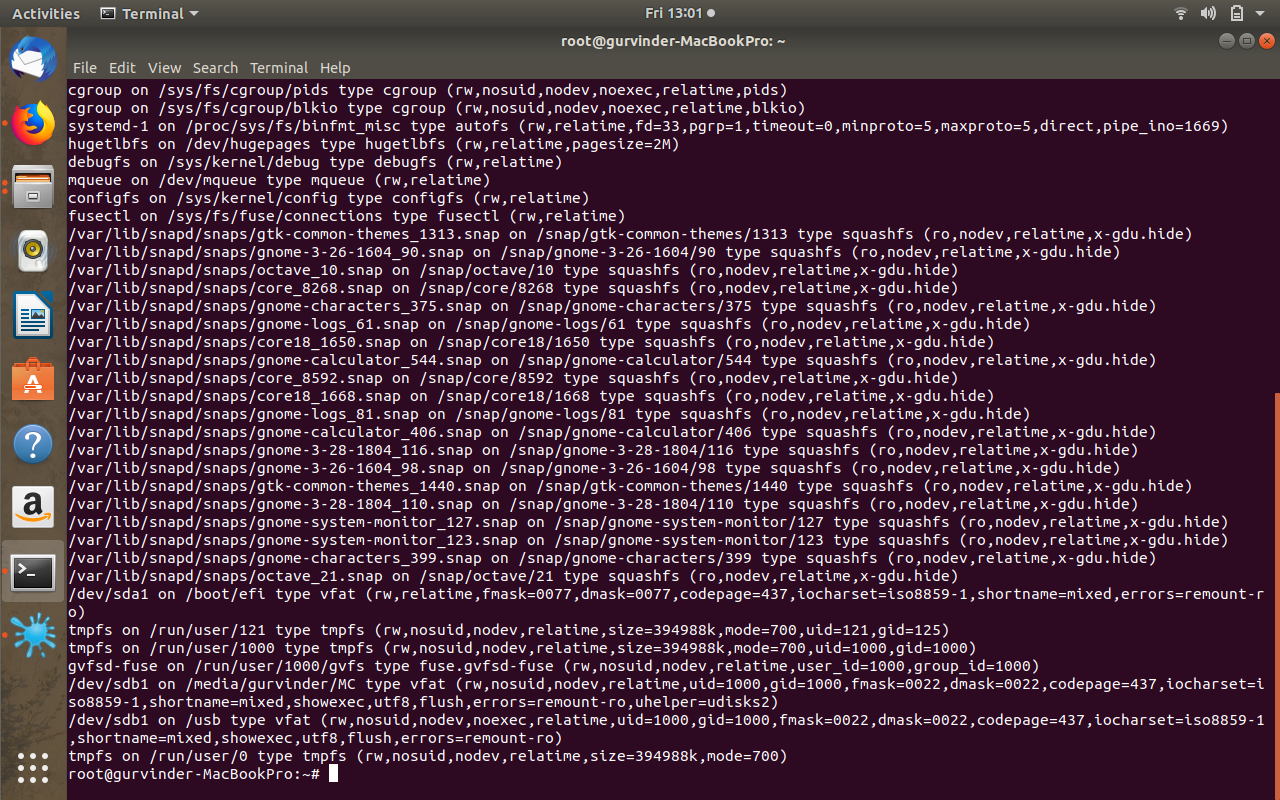 Activities
Terminal
Fri 13:01
root@gurvinder-MacBookPro: ~
File Edit View Search Terminal Help
cgroup on /sys/fs/cgroup/pids type cgroup (rw,nosuid,nodev,noexec,relatime,pids)
cgroup on /sys/fs/cgroup/blkio type cgroup (rw,nosuid,nodev,noexec,relatime,blkio)
systemd-1 on /proc/sys/fs/binfmt_misc type autofs (rw,relatime,fd=33,pgrp=1,timeout=0,minproto=5,maxproto=5,direct,pipe_ino=1669)
hugetlbfs on /dev/hugepages type hugetlbfs (rw,relatime,pagesize=2M)
debugfs on /sys/kernel/debug type debugfs (rw,relatime)
mqueue on /dev/mqueue type mqueue (rw,relatime)
configfs on /sys/kernel/config type configfs (rw,relatime)
fusectl on /sys/fs/fuse/connections type fusectl (rw,relatime)
/var/lib/snapd/snaps/gtk-common-themes_1313.snap on /snap/gtk-common-themes/1313 type squashfs (ro,nodev,relatime,x-gdu.hide)
/var/lib/snapd/snaps/gnome-3-26-1604_90.snap on /snap/gnome-3-26-1604/90 type squashfs (ro,nodev,relatime,x-gdu.hide)
/var/lib/snapd/snaps/octave_10.snap on /snap/octave/10 type squashfs (ro,nodev,relatime,x-gdu.hide)
/var/lib/snapd/snaps/core_8268.snap on /snap/core/8268 type squashfs (ro,nodev,relatime,x-gdu.hide)
/var/lib/snapd/snaps/gnome-characters_375.snap on /snap/gnome-characters/375 type squashfs (ro,nodev,relatime,x-gdu.hide)
/var/lib/snapd/snaps/gnome-logs_61.snap on /snap/gnome-logs/61 type squashfs (ro,nodev,relatime,x-gdu.hide)
/var/lib/snapd/snaps/core18_1650.snap on /snap/core18/1650 type squashfs (ro,nodev,relatime,x-gdu.hide)
/var/lib/snapd/snaps/gnome-calculator_544.snap on /snap/gnome-calculator/544 type squashfs (ro,nodev,relatime,x-gdu.hide)
/var/lib/snapd/snaps/core_8592.snap on /snap/core/8592 type squashfs (ro,nodev,relatime,x-gdu.hide)
/var/lib/snapd/snaps/core18_1668.snap on /snap/core18/1668 type squashfs (ro,nodev,relatime,x-gdu.hide)
/var/lib/snapd/snaps/gnome-logs_81.snap on /snap/gnome-logs/81 type squashfs (ro,nodev,relatime,x-gdu.hide)
/var/lib/snapd/snaps/gnome-calculator_406.snap on /snap/gnome-calculator/406 type squashfs (ro,nodev,relatime,x-gdu.hide)
/var/lib/snapd/snaps/gnome-3-28-1804_116.snap on /snap/gnome-3-28-1804/116 type squashfs (ro,nodev,relatime,x-gdu.hide)
/var/lib/snapd/snaps/gnome-3-26-1604_98.snap on /snap/gnome-3-26-1604/98 type squashfs (ro,nodev,relatime,x-gdu.hide)
/var/lib/snapd/snaps/gtk-common-themes_1440.snap on /snap/gtk-common-themes/1440 type squashfs (ro,nodev,relatime,x-gdu.hide)
/var/lib/snapd/snaps/gnome-3-28-1804_110.snap on /snap/gnome-3-28-1804/110 type squashfs (ro,nodev,relatime,x-gdu.hide)
/var/lib/snapd/snaps/gnome-system-monitor_127.snap on /snap/gnome-system-monitor/127 type squashfs (ro,nodev,relatime,x-gdu.hide)
/var/lib/snapd/snaps/gnome-system-monitor_123.snap on /snap/gnome-system-monitor/123 type squashfs (ro,nodev,relatime,x-gdu.hide)
/var/lib/snapd/snaps/gnome-characters_399.snap on /snap/gnome-characters/399 type squashfs (ro,nodev,relatime,x-gdu.hide)
/var/lib/snapd/snaps/octave_21.snap on /snap/octave/21 type squashfs (ro,nodev,relatime,x-gdu.hide)
/dev/sda1 on /boot/efi type vfat (rw,relatime,fmask=0077,dmask=0077,codepage=437,iocharset=iso8859-1,shortname=mixed,errors=remount-r
o)
tmpfs on /run/user/121 type tmpfs (rw,nosuid,nodev,relatime,size=394988k,mode=700,uid=121,gid=125)
tmpfs on /run/user/1000 type tmpfs (rw,nosuid,nodev,relatime,size=394988k,mode=700,uid=1000,gid=1000)
gvfsd-fuse on /run/user/1000/gvfs type fuse.gvfsd-fuse (rw,nosuid,nodev,relatime,user_id=1000,group_id=1000)
/dev/sdb1 on /media/gurvinder/MC type vfat (rw,nosuid,nodev,relatime,uid=1000,gid=1000,fmask=0022,dmask=0022,codepage=437,iocharset=i
so8859-1,shortname=mixed,showexec,utf8,flush,errors=remount-ro,uhelper=udisks2)
/dev/sdb1 on /usb type vfat (rw,nosuid,nodev,noexec,relatime,uid=1000,gid=1000,fmask=0022,dmask=0022,codepage=437,iocharset=iso8859-1
,shortname=mixed,showexec,utf8,flush,errors=remount-ro)
tmpfs on /run/user/0 type tmpfs (rw,nosuid,nodev,relatime,size=394988k,mode=700)
root@gurvinder-MacBookPro:~#